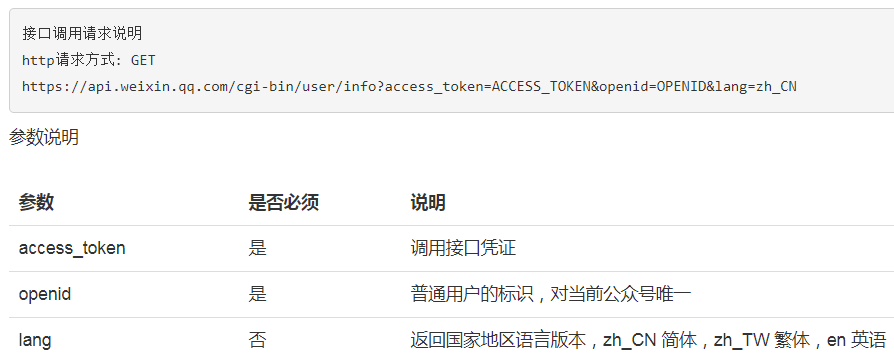 接口调用请求说明
http请求方式: GET
https://api.weixin.qq.com/cgi-bin/user/info?access_token=ACCESS_TOKEN&openid=OPENID&lang=zh_CN
参数说明
参数 是否必须 说明
access_token 是 调用接口凭证
openid 是 普通用户的标识，对当前公众号唯一
lang 否 返回国家地区语言版本，zh_CN 简体，zh_TW 繁体，en 英语